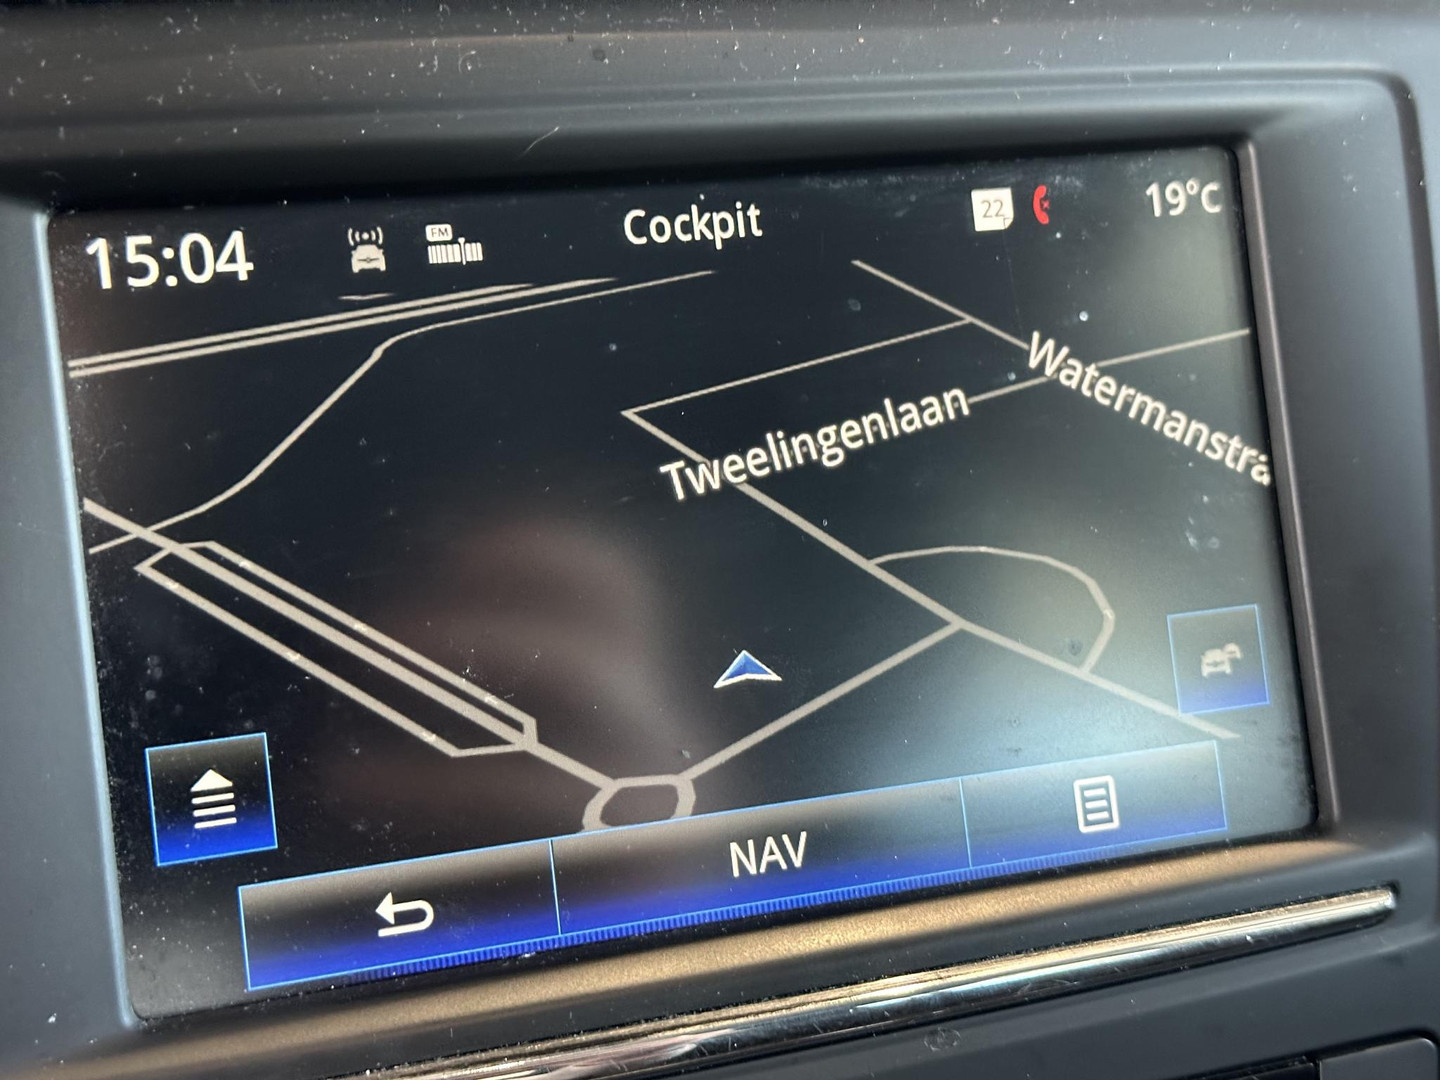 15:04
FM
Cockpit
22
19°C
Watermanstra
Tweelingenlaan
NAV